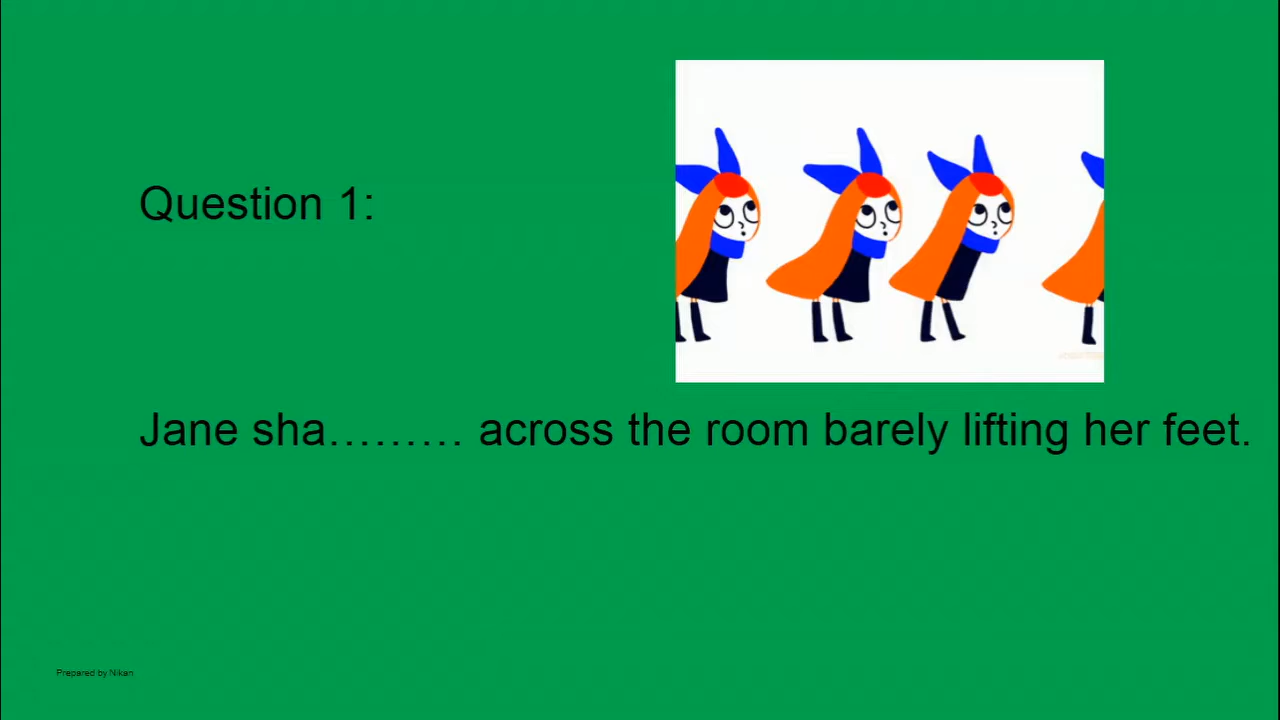 Question 1:
Jane sha……… across the room barely lifting her feet.
Prepared by Nikan